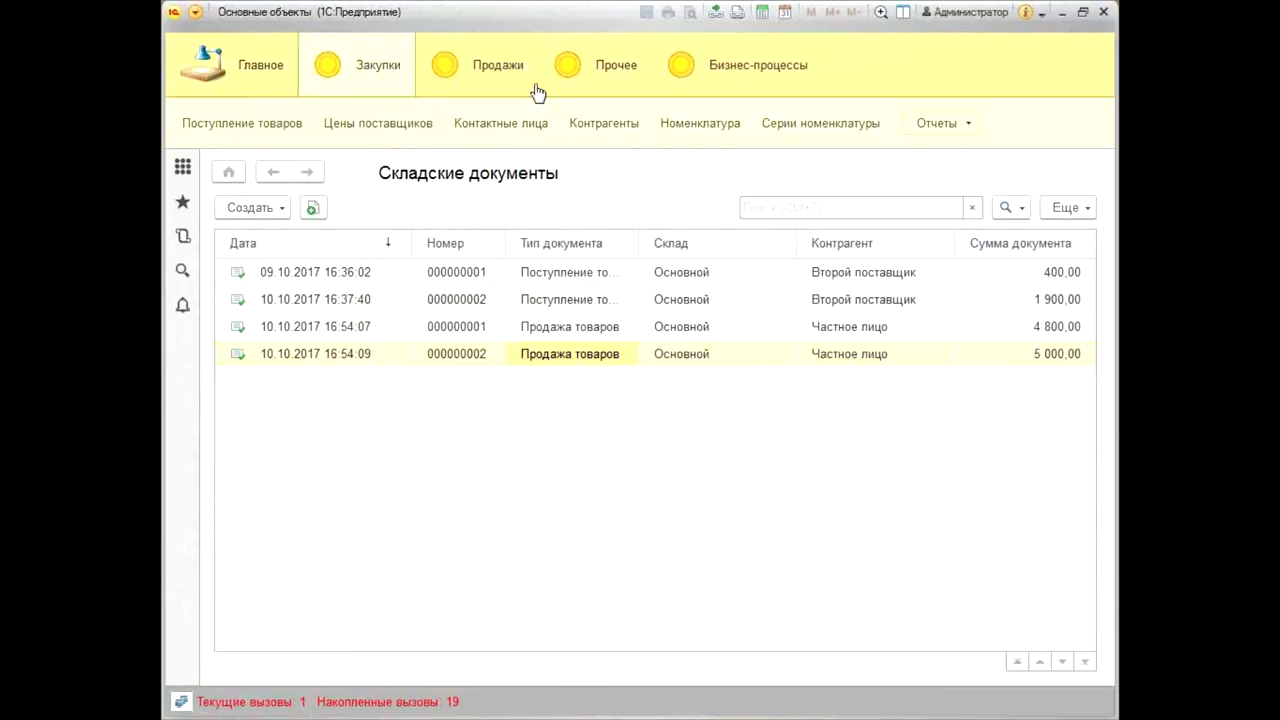 Основные объекты (1С:Предприятие) M M+ M- Администратор
Главное Закупки Продажи Прочее Бизнес-процессы
Поступление товаров Цены поставщиков Контактные лица Контрагенты Номенклатура Серии номенклатуры Отчеты
Складские документы
Создать Поиск (Ctrl+F) × Еще
Дата ↓ Номер Тип документа Склад Контрагент Сумма документа
09.10.2017 16:36:02 000000001 Поступление то... Основной Второй поставщик 400,00
10.10.2017 16:37:40 000000002 Поступление то... Основной Второй поставщик 1 900,00
10.10.2017 16:54:07 000000001 Продажа товаров Основной Частное лицо 4 800,00
10.10.2017 16:54:09 000000002 Продажа товаров Основной Частное лицо 5 000,00
Текущие вызовы: 1 Накопленные вызовы: 19